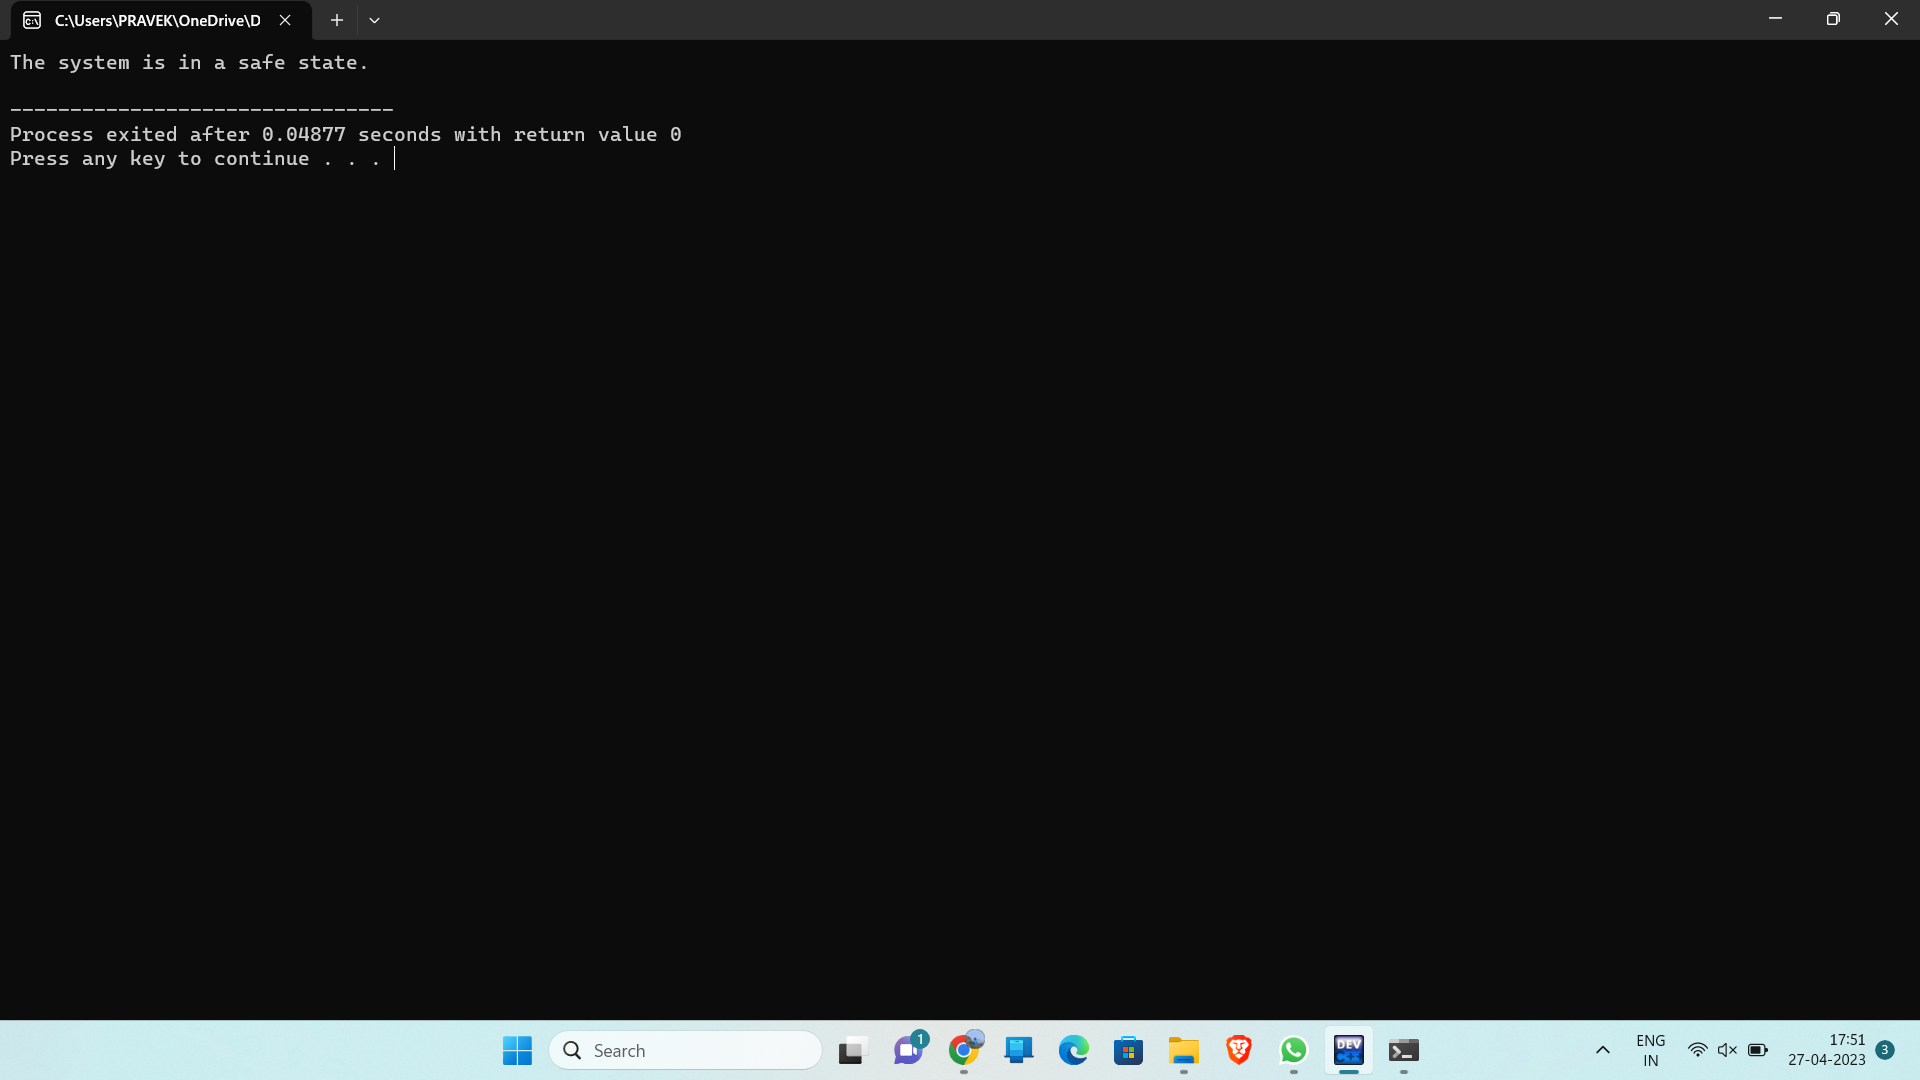 C:\Users\PRAVEK\OneDrive\D
The system is in a safe state.
--------------------------------
Process exited after 0.04877 seconds with return value 0
Press any key to continue . . .
Search
1
DEV
C++
ENG
IN
17:51
27-04-2023
3